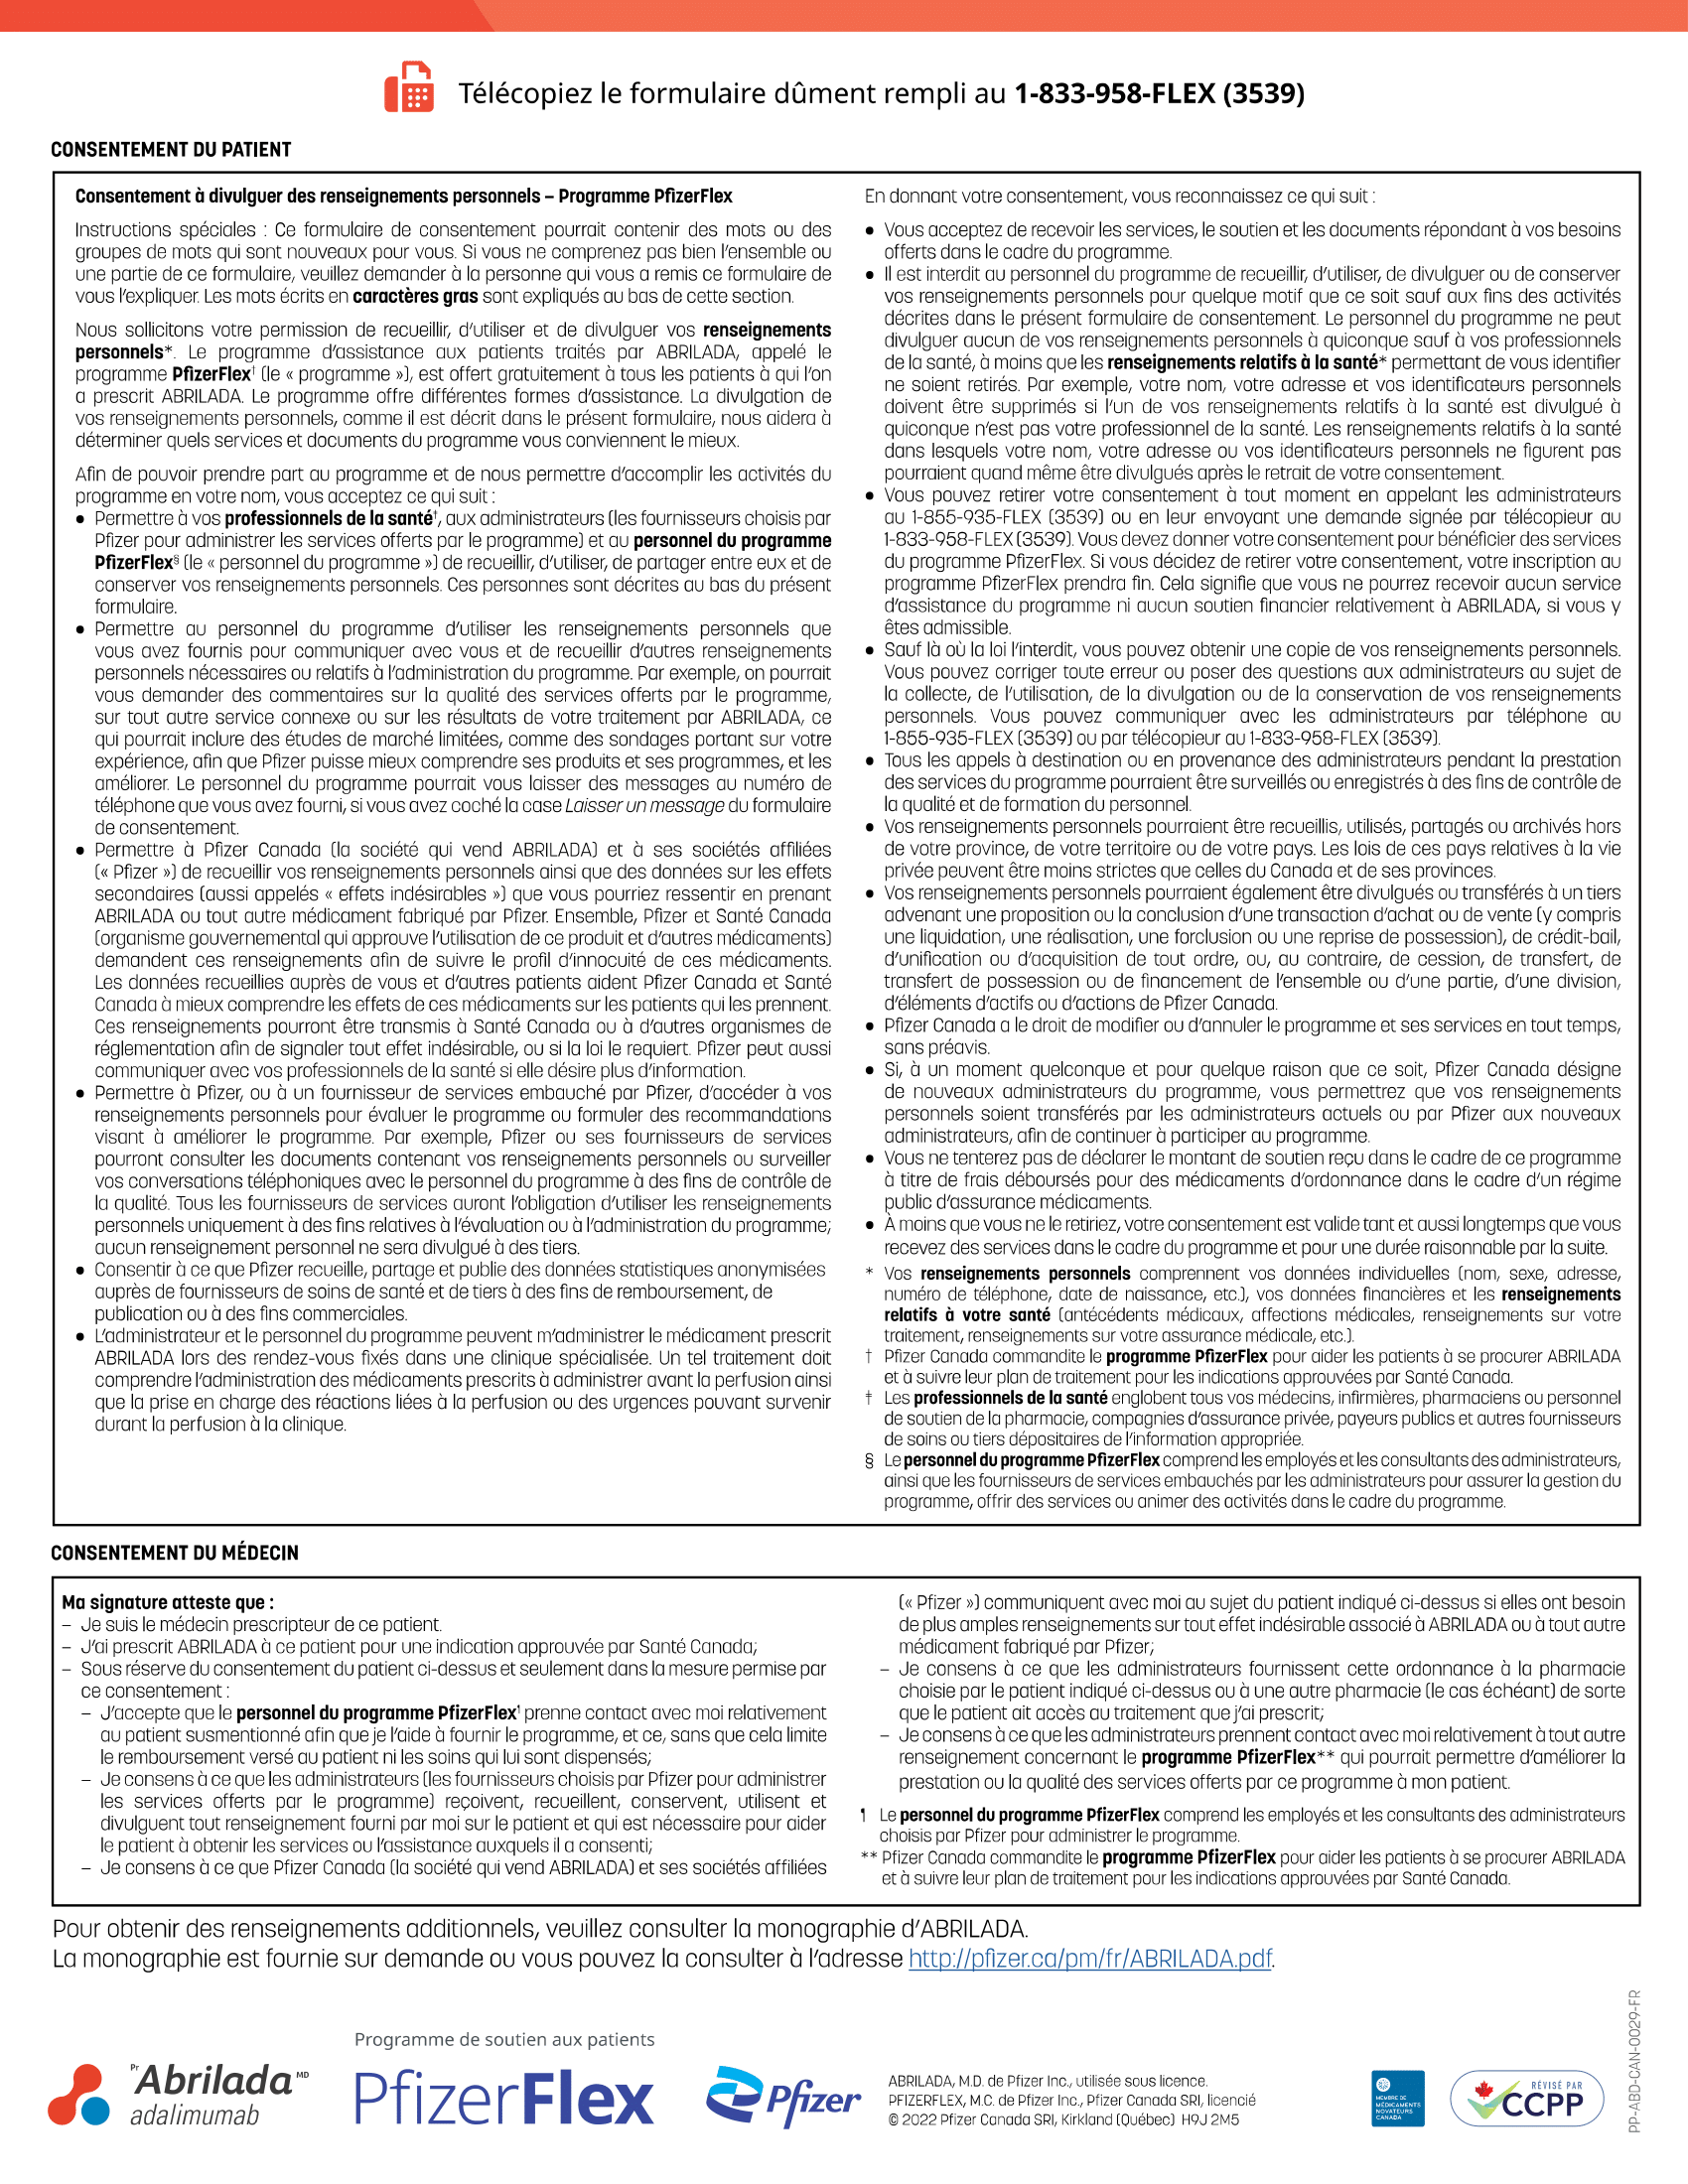 Télécopiez le formulaire dûment rempli au 1-833-958-FLEX (3539)
CONSENTEMENT DU PATIENT
Consentement à divulguer des renseignements personnels – Programme PfizerFlex
Instructions spéciales : Ce formulaire de consentement pourrait contenir des mots ou des
groupes de mots qui sont nouveaux pour vous. Si vous ne comprenez pas bien l’ensemble ou
une partie de ce formulaire, veuillez demander à la personne qui vous a remis ce formulaire de
vous l’expliquer. Les mots écrits en caractères gras sont expliqués au bas de cette section.
Nous sollicitons votre permission de recueillir, d’utiliser et de divulguer vos renseignements
personnels*. Le programme d’assistance aux patients traités par ABRILADA, appelé le
programme PfizerFlex† (le « programme »), est offert gratuitement à tous les patients à qui l’on
a prescrit ABRILADA. Le programme offre différentes formes d’assistance. La divulgation de
vos renseignements personnels, comme il est décrit dans le présent formulaire, nous aidera à
déterminer quels services et documents du programme vous conviennent le mieux.
Afin de pouvoir prendre part au programme et de nous permettre d’accomplir les activités du
programme en votre nom, vous acceptez ce qui suit :
● Permettre à vos professionnels de la santé‡, aux administrateurs (les fournisseurs choisis par
Pfizer pour administrer les services offerts par le programme) et au personnel du programme
PfizerFlex§ (le « personnel du programme ») de recueillir, d’utiliser, de partager entre eux et de
conserver vos renseignements personnels. Ces personnes sont décrites au bas du présent
formulaire.
● Permettre au personnel du programme d’utiliser les renseignements personnels que
vous avez fournis pour communiquer avec vous et de recueillir d’autres renseignements
personnels nécessaires ou relatifs à l’administration du programme. Par exemple, on pourrait
vous demander des commentaires sur la qualité des services offerts par le programme,
sur tout autre service connexe ou sur les résultats de votre traitement par ABRILADA, ce
qui pourrait inclure des études de marché limitées, comme des sondages portant sur votre
expérience, afin que Pfizer puisse mieux comprendre ses produits et ses programmes, et les
améliorer. Le personnel du programme pourrait vous laisser des messages au numéro de
téléphone que vous avez fourni, si vous avez coché la case Laisser un message du formulaire
de consentement.
● Permettre à Pfizer Canada (la société qui vend ABRILADA) et à ses sociétés affiliées
(« Pfizer ») de recueillir vos renseignements personnels ainsi que des données sur les effets
secondaires (aussi appelés « effets indésirables ») que vous pourriez ressentir en prenant
ABRILADA ou tout autre médicament fabriqué par Pfizer. Ensemble, Pfizer et Santé Canada
(organisme gouvernemental qui approuve l’utilisation de ce produit et d’autres médicaments)
demandent ces renseignements afin de suivre le profil d’innocuité de ces médicaments.
Les données recueillies auprès de vous et d’autres patients aident Pfizer Canada et Santé
Canada à mieux comprendre les effets de ces médicaments sur les patients qui les prennent.
Ces renseignements pourront être transmis à Santé Canada ou à d’autres organismes de
réglementation afin de signaler tout effet indésirable, ou si la loi le requiert. Pfizer peut aussi
communiquer avec vos professionnels de la santé si elle désire plus d’information.
● Permettre à Pfizer, ou à un fournisseur de services embauché par Pfizer, d’accéder à vos
renseignements personnels pour évaluer le programme ou formuler des recommandations
visant à améliorer le programme. Par exemple, Pfizer ou ses fournisseurs de services
pourront consulter les documents contenant vos renseignements personnels ou surveiller
vos conversations téléphoniques avec le personnel du programme à des fins de contrôle de
la qualité. Tous les fournisseurs de services auront l’obligation d’utiliser les renseignements
personnels uniquement à des fins relatives à l’évaluation ou à l’administration du programme;
aucun renseignement personnel ne sera divulgué à des tiers.
● Consentir à ce que Pfizer recueille, partage et publie des données statistiques anonymisées
auprès de fournisseurs de soins de santé et de tiers à des fins de remboursement, de
publication ou à des fins commerciales.
● L’administrateur et le personnel du programme peuvent m’administrer le médicament prescrit
ABRILADA lors des rendez-vous fixés dans une clinique spécialisée. Un tel traitement doit
comprendre l’administration des médicaments prescrits à administrer avant la perfusion ainsi
que la prise en charge des réactions liées à la perfusion ou des urgences pouvant survenir
durant la perfusion à la clinique.
En donnant votre consentement, vous reconnaissez ce qui suit :
● Vous acceptez de recevoir les services, le soutien et les documents répondant à vos besoins
offerts dans le cadre du programme.
● Il est interdit au personnel du programme de recueillir, d’utiliser, de divulguer ou de conserver
vos renseignements personnels pour quelque motif que ce soit sauf aux fins des activités
décrites dans le présent formulaire de consentement. Le personnel du programme ne peut
divulguer aucun de vos renseignements personnels à quiconque sauf à vos professionnels
de la santé, à moins que les renseignements relatifs à la santé* permettant de vous identifier
ne soient retirés. Par exemple, votre nom, votre adresse et vos identificateurs personnels
doivent être supprimés si l’un de vos renseignements relatifs à la santé est divulgué à
quiconque n’est pas votre professionnel de la santé. Les renseignements relatifs à la santé
dans lesquels votre nom, votre adresse ou vos identificateurs personnels ne figurent pas
pourraient quand même être divulgués après le retrait de votre consentement.
● Vous pouvez retirer votre consentement à tout moment en appelant les administrateurs
au 1-855-935-FLEX (3539) ou en leur envoyant une demande signée par télécopieur au
1-833-958-FLEX (3539). Vous devez donner votre consentement pour bénéficier des services
du programme PfizerFlex. Si vous décidez de retirer votre consentement, votre inscription au
programme PfizerFlex prendra fin. Cela signifie que vous ne pourrez recevoir aucun service
d’assistance du programme ni aucun soutien financier relativement à ABRILADA, si vous y
êtes admissible.
● Sauf là où la loi l’interdit, vous pouvez obtenir une copie de vos renseignements personnels.
Vous pouvez corriger toute erreur ou poser des questions aux administrateurs au sujet de
la collecte, de l’utilisation, de la divulgation ou de la conservation de vos renseignements
personnels. Vous pouvez communiquer avec les administrateurs par téléphone au
1-855-935-FLEX (3539) ou par télécopieur au 1-833-958-FLEX (3539).
● Tous les appels à destination ou en provenance des administrateurs pendant la prestation
des services du programme pourraient être surveillés ou enregistrés à des fins de contrôle de
la qualité et de formation du personnel.
● Vos renseignements personnels pourraient être recueillis, utilisés, partagés ou archivés hors
de votre province, de votre territoire ou de votre pays. Les lois de ces pays relatives à la vie
privée peuvent être moins strictes que celles du Canada et de ses provinces.
● Vos renseignements personnels pourraient également être divulgués ou transférés à un tiers
advenant une proposition ou la conclusion d’une transaction d’achat ou de vente (y compris
une liquidation, une réalisation, une forclusion ou une reprise de possession), de crédit-bail,
d’unification ou d’acquisition de tout ordre, ou, au contraire, de cession, de transfert, de
transfert de possession ou de financement de l’ensemble ou d’une partie, d’une division,
d’éléments d’actifs ou d’actions de Pfizer Canada.
● Pfizer Canada a le droit de modifier ou d’annuler le programme et ses services en tout temps,
sans préavis.
● Si, à un moment quelconque et pour quelque raison que ce soit, Pfizer Canada désigne
de nouveaux administrateurs du programme, vous permettrez que vos renseignements
personnels soient transférés par les administrateurs actuels ou par Pfizer aux nouveaux
administrateurs, afin de continuer à participer au programme.
● Vous ne tenterez pas de déclarer le montant de soutien reçu dans le cadre de ce programme
à titre de frais déboursés pour des médicaments d’ordonnance dans le cadre d’un régime
public d’assurance médicaments.
● À moins que vous ne le retiriez, votre consentement est valide tant et aussi longtemps que vous
recevez des services dans le cadre du programme et pour une durée raisonnable par la suite.
* Vos renseignements personnels comprennent vos données individuelles (nom, sexe, adresse,
numéro de téléphone, date de naissance, etc.), vos données financières et les renseignements
relatifs à votre santé (antécédents médicaux, affections médicales, renseignements sur votre
traitement, renseignements sur votre assurance médicale, etc.).
† Pfizer Canada commandite le programme PfizerFlex pour aider les patients à se procurer ABRILADA
et à suivre leur plan de traitement pour les indications approuvées par Santé Canada.
‡ Les professionnels de la santé englobent tous vos médecins, infirmières, pharmaciens ou personnel
de soutien de la pharmacie, compagnies d’assurance privée, payeurs publics et autres fournisseurs
de soins ou tiers dépositaires de l’information appropriée.
§ Le personnel du programme PfizerFlex comprend les employés et les consultants des administrateurs,
ainsi que les fournisseurs de services embauchés par les administrateurs pour assurer la gestion du
programme, offrir des services ou animer des activités dans le cadre du programme.
CONSENTEMENT DU MÉDECIN
Ma signature atteste que :
– Je suis le médecin prescripteur de ce patient.
– J’ai prescrit ABRILADA à ce patient pour une indication approuvée par Santé Canada;
– Sous réserve du consentement du patient ci-dessus et seulement dans la mesure permise par
ce consentement :
– J’accepte que le personnel du programme PfizerFlex¶ prenne contact avec moi relativement
au patient susmentionné afin que je l’aide à fournir le programme, et ce, sans que cela limite
le remboursement versé au patient ni les soins qui lui sont dispensés;
– Je consens à ce que les administrateurs (les fournisseurs choisis par Pfizer pour administrer
les services offerts par le programme) reçoivent, recueillent, conservent, utilisent et
divulguent tout renseignement fourni par moi sur le patient et qui est nécessaire pour aider
le patient à obtenir les services ou l’assistance auxquels il a consenti;
– Je consens à ce que Pfizer Canada (la société qui vend ABRILADA) et ses sociétés affiliées
(« Pfizer ») communiquent avec moi au sujet du patient indiqué ci-dessus si elles ont besoin
de plus amples renseignements sur tout effet indésirable associé à ABRILADA ou à tout autre
médicament fabriqué par Pfizer;
– Je consens à ce que les administrateurs fournissent cette ordonnance à la pharmacie
choisie par le patient indiqué ci-dessus ou à une autre pharmacie (le cas échéant) de sorte
que le patient ait accès au traitement que j’ai prescrit;
– Je consens à ce que les administrateurs prennent contact avec moi relativement à tout autre
renseignement concernant le programme PfizerFlex** qui pourrait permettre d’améliorer la
prestation ou la qualité des services offerts par ce programme à mon patient.
¶ Le personnel du programme PfizerFlex comprend les employés et les consultants des administrateurs
choisis par Pfizer pour administrer le programme.
** Pfizer Canada commandite le programme PfizerFlex pour aider les patients à se procurer ABRILADA
et à suivre leur plan de traitement pour les indications approuvées par Santé Canada.
Pour obtenir des renseignements additionnels, veuillez consulter la monographie d’ABRILADA.
La monographie est fournie sur demande ou vous pouvez la consulter à l’adresse http://pfizer.ca/pm/fr/ABRILADA.pdf.
Pr Abrilada MD
adalimumab
Programme de soutien aux patients
PfizerFlex
Pfizer
ABRILADA, M.D. de Pfizer Inc., utilisée sous licence.
PFIZERFLEX, M.C. de Pfizer Inc., Pfizer Canada SRI, licencié
© 2022 Pfizer Canada SRI, Kirkland (Québec) H9J 2M5
MEMBRE DE
MÉDICAMENTS
NOVATEURS
CANADA
RÉVISÉ PAR
CCPP
PP-ABD-CAN-0029-FR